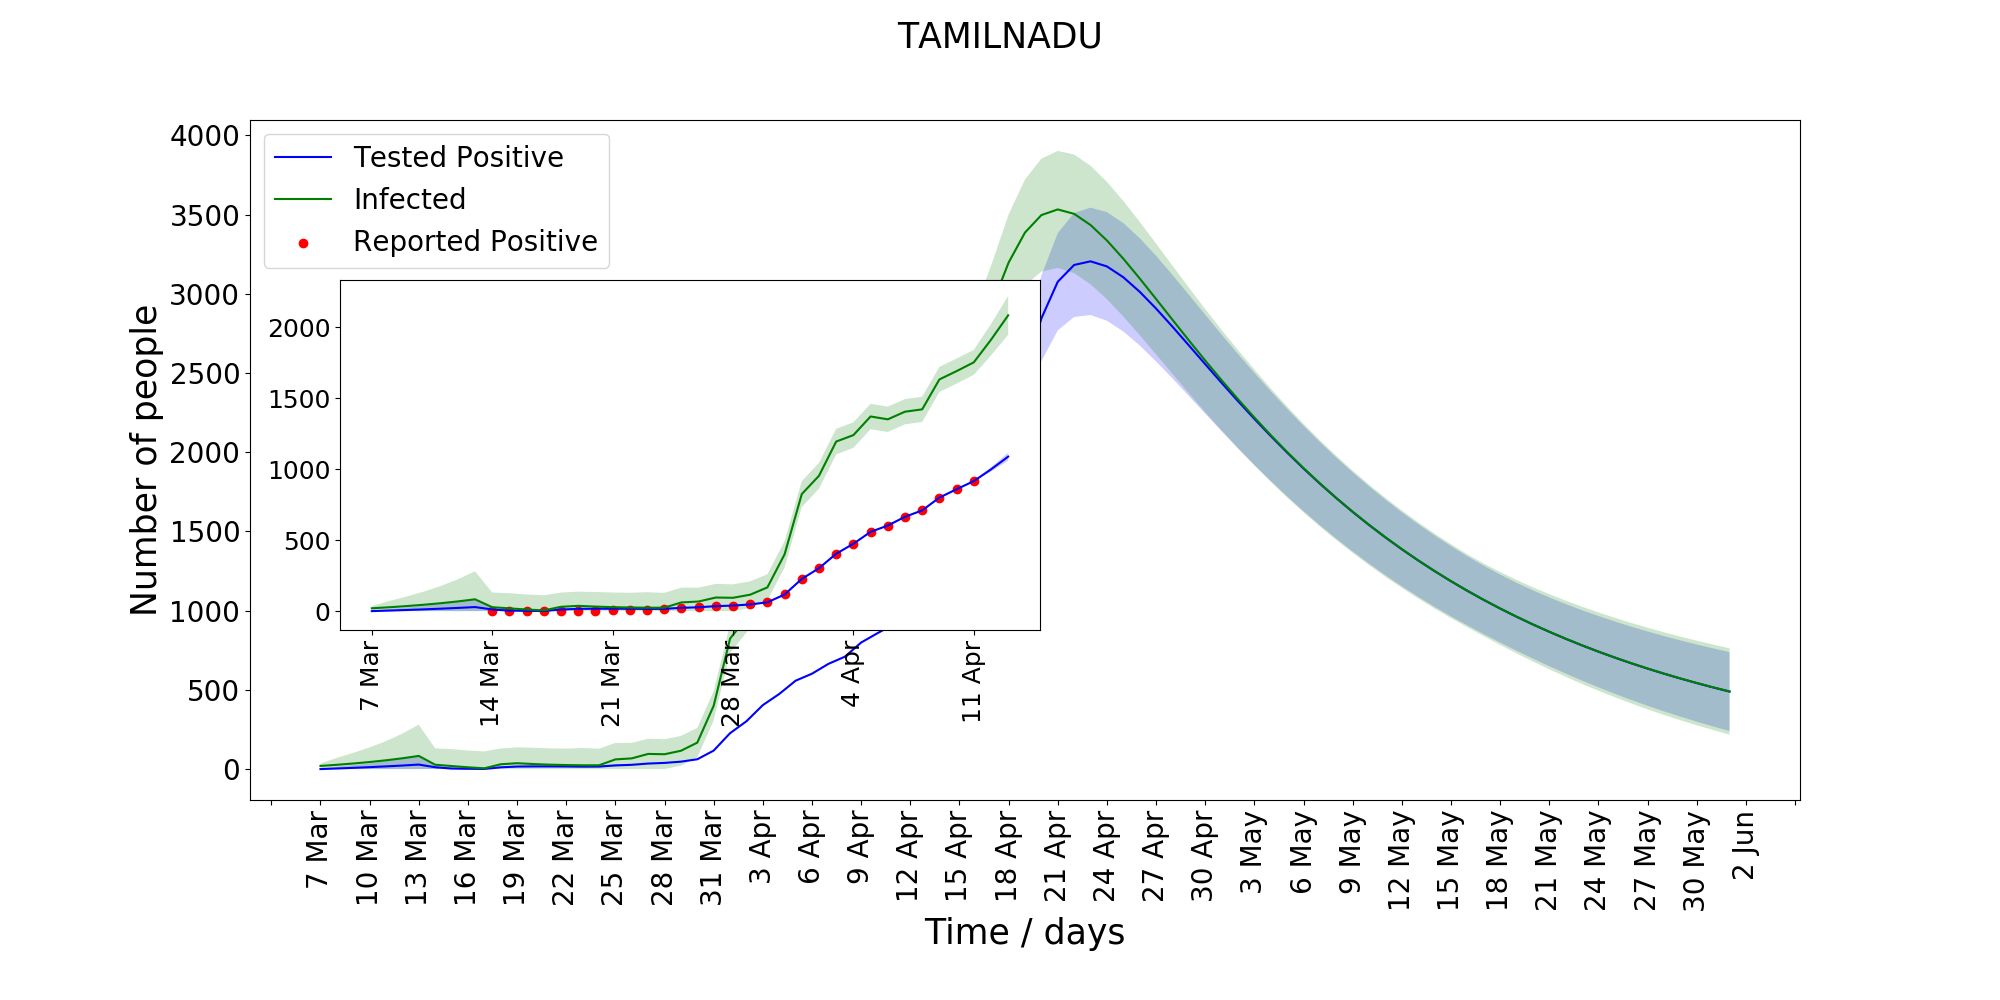 TAMILNADU
Tested Positive
Infected
Reported Positive
Number of people
4000
3500
3000
2500
2000
1500
1000
500
0
2000
1500
1000
500
0
7 Mar
14 Mar
21 Mar
28 Mar
4 Apr
11 Apr
7 Mar
10 Mar
13 Mar
16 Mar
19 Mar
22 Mar
25 Mar
28 Mar
31 Mar
3 Apr
6 Apr
9 Apr
12 Apr
15 Apr
18 Apr
21 Apr
24 Apr
27 Apr
30 Apr
3 May
6 May
9 May
12 May
15 May
18 May
21 May
24 May
27 May
30 May
2 Jun
Time / days